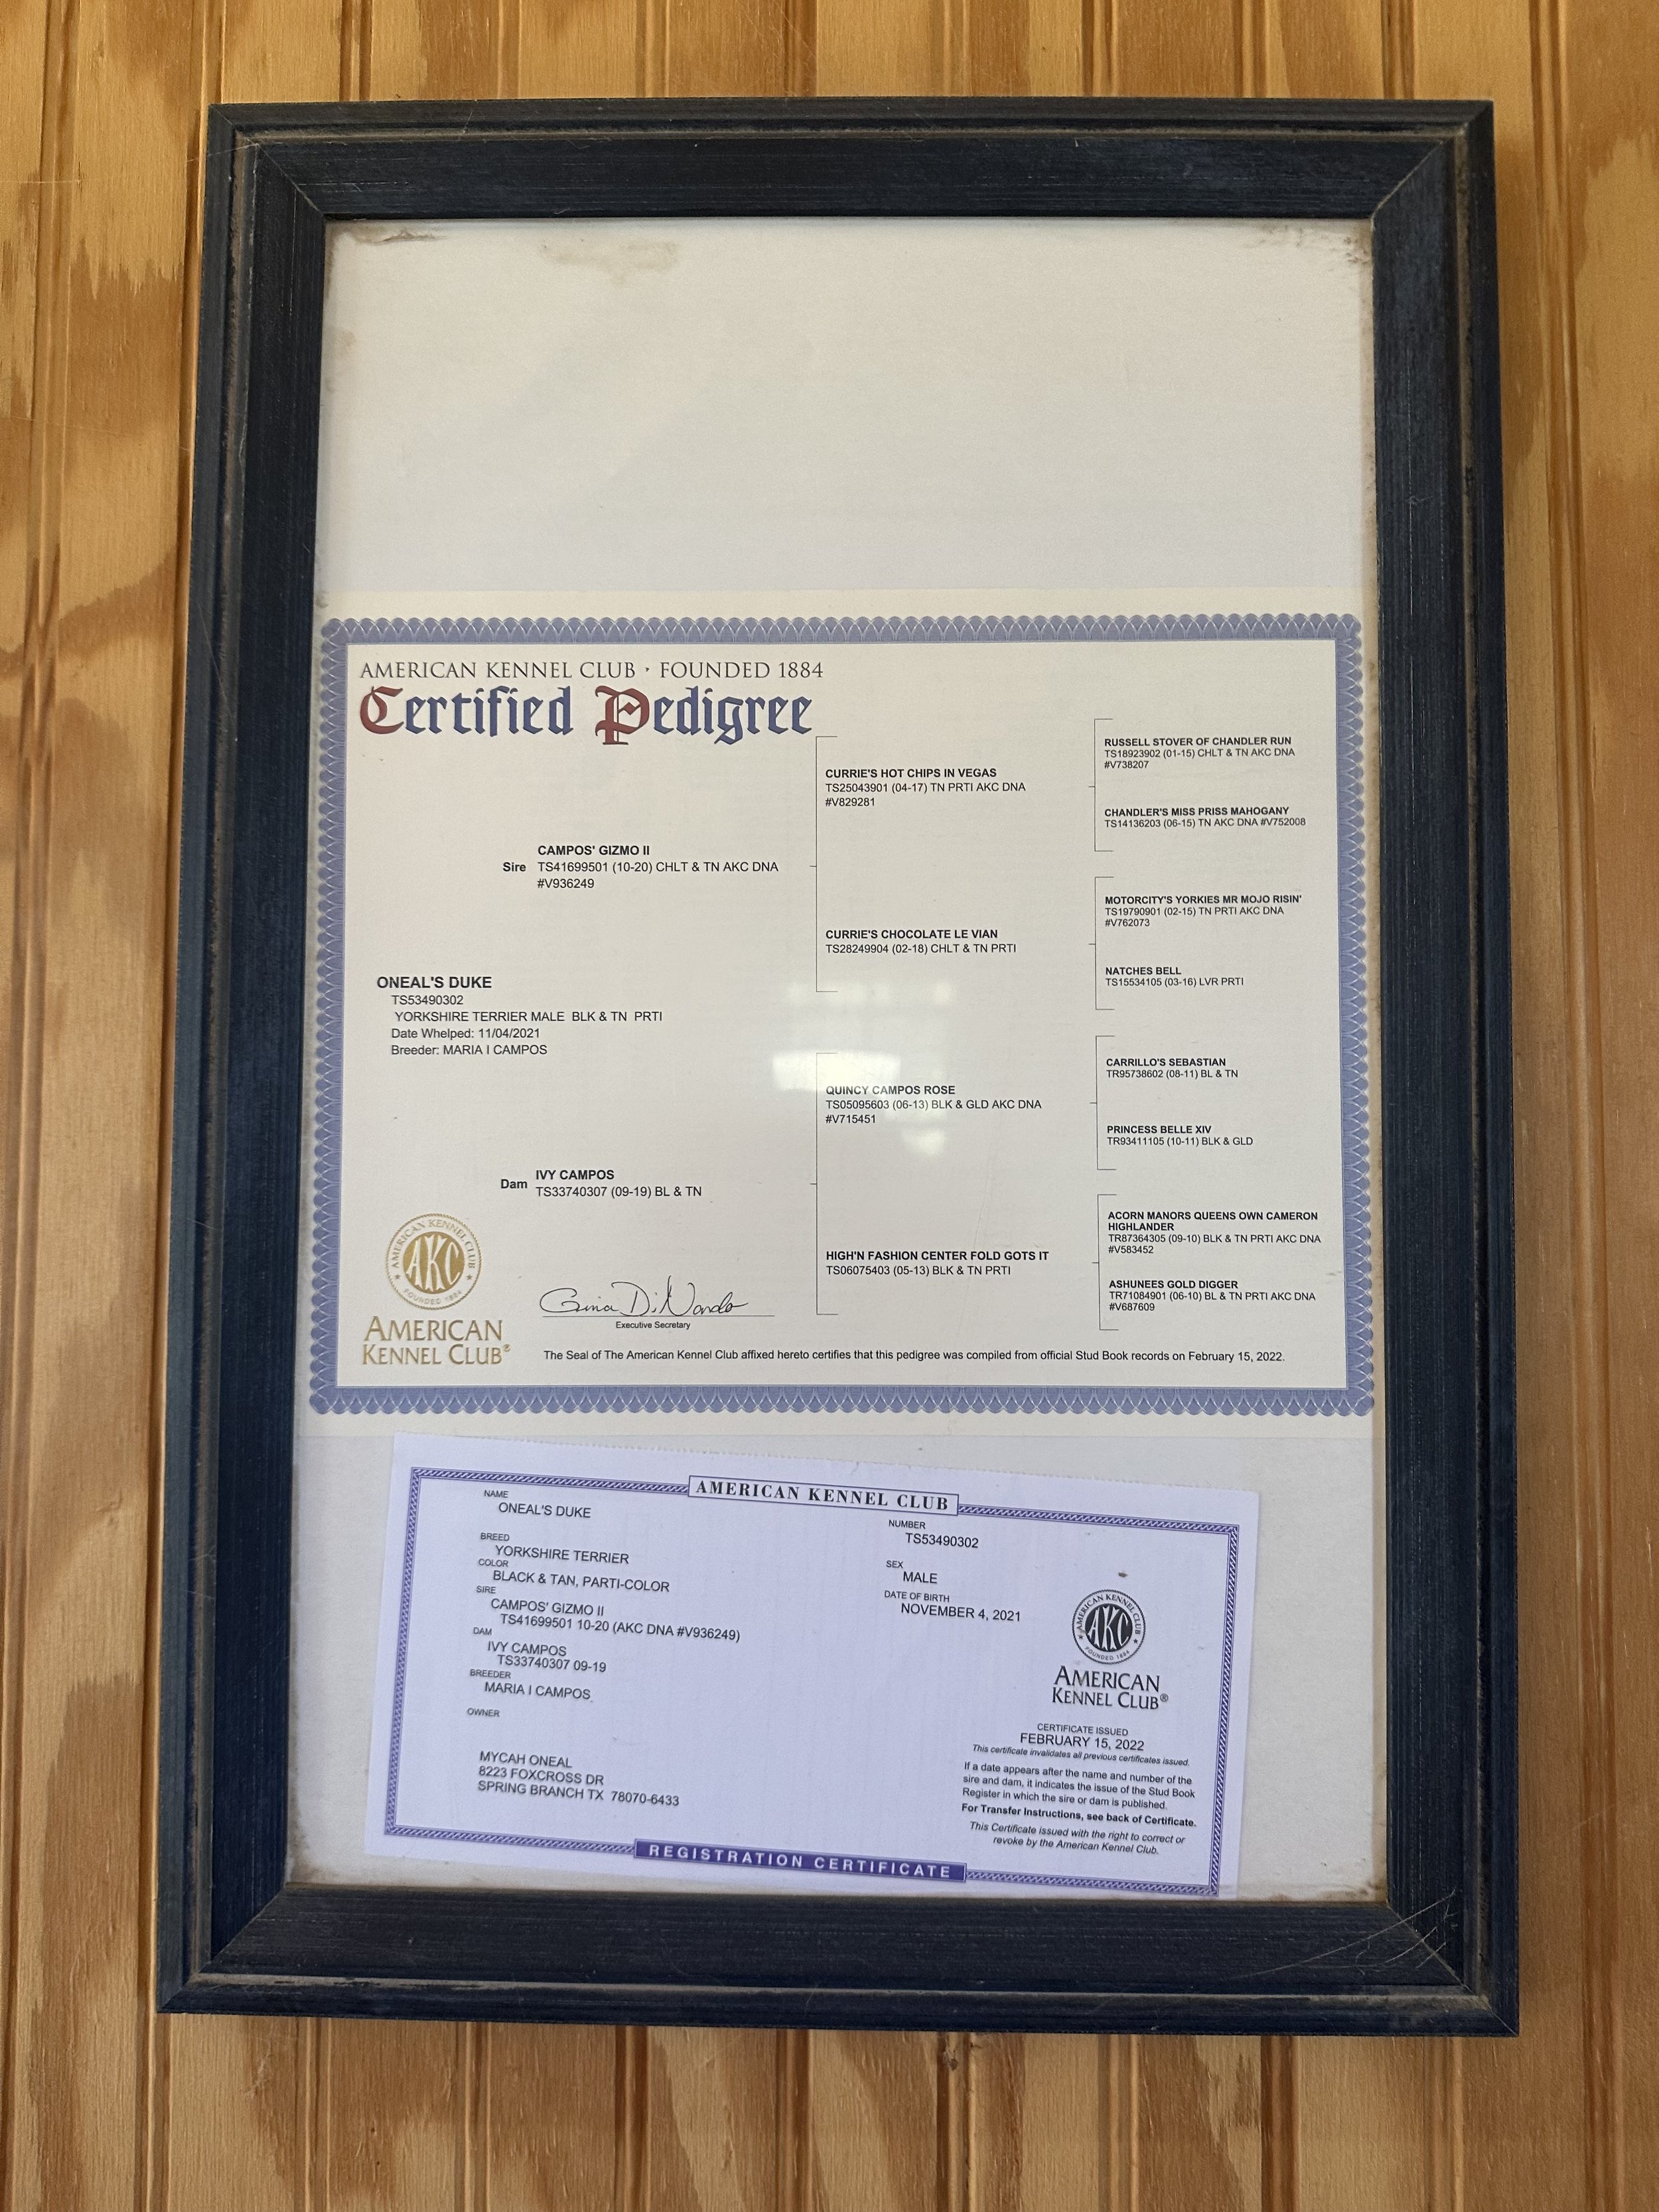 AMERICAN KENNEL CLUB · FOUNDED 1884
Certified Pedigree
ONEAL'S DUKE
TS53490302
YORKSHIRE TERRIER MALE BLK & TN PRTI
Date Whelped: 11/04/2021
Breeder: MARIA I CAMPOS
Sire
CAMPOS' GIZMO II
TS41699501 (10-20) CHLT & TN AKC DNA
#V936249
Dam
IVY CAMPOS
TS33740307 (09-19) BL & TN
CURRIE'S HOT CHIPS IN VEGAS
TS25043901 (04-17) TN PRTI AKC DNA
#V829281
CURRIE'S CHOCOLATE LE VIAN
TS28249904 (02-18) CHLT & TN PRTI
QUINCY CAMPOS ROSE
TS05095603 (06-13) BLK & GLD AKC DNA
#V715451
HIGH'N FASHION CENTER FOLD GOTS IT
TS06075403 (05-13) BLK & TN PRTI
RUSSELL STOVER OF CHANDLER RUN
TS18923902 (01-15) CHLT & TN AKC DNA
#V738207
CHANDLER'S MISS PRISS MAHOGANY
TS14136203 (06-15) TN AKC DNA #V752008
MOTORCITY'S YORKIES MR MOJO RISIN'
TS19790901 (02-15) TN PRTI AKC DNA
#V762073
NATCHES BELL
TS15534105 (03-16) LVR PRTI
CARRILLO'S SEBASTIAN
TR95738602 (08-11) BL & TN
PRINCESS BELLE XIV
TR93411105 (10-11) BLK & GLD
ACORN MANORS QUEENS OWN CAMERON
HIGHLANDER
TR87364305 (09-10) BLK & TN PRTI AKC DNA
#V583452
ASHUNEES GOLD DIGGER
TR71084901 (06-10) BL & TN PRTI AKC DNA
#V687609
AMERICAN KENNEL CLUB
AKC
FOUNDED 1884
AMERICAN
KENNEL CLUB®
Gina DiNardo
Executive Secretary
The Seal of The American Kennel Club affixed hereto certifies that this pedigree was compiled from official Stud Book records on February 15, 2022.
AMERICAN KENNEL CLUB
NAME
ONEAL'S DUKE
BREED
YORKSHIRE TERRIER
COLOR
BLACK & TAN, PARTI-COLOR
SIRE
CAMPOS' GIZMO II
TS41699501 10-20 (AKC DNA #V936249)
DAM
IVY CAMPOS
TS33740307 09-19
BREEDER
MARIA I CAMPOS
OWNER
MYCAH ONEAL
8223 FOXCROSS DR
SPRING BRANCH TX 78070-6433
NUMBER
TS53490302
SEX
MALE
DATE OF BIRTH
NOVEMBER 4, 2021
AMERICAN KENNEL CLUB
AKC
FOUNDED 1884
AMERICAN
KENNEL CLUB®
CERTIFICATE ISSUED
FEBRUARY 15, 2022
This certificate invalidates all previous certificates issued.
If a date appears after the name and number of the
sire and dam, it indicates the issue of the Stud Book
Register in which the sire or dam is published.
For Transfer Instructions, see back of Certificate.
This Certificate issued with the right to correct or
revoke by the American Kennel Club.
REGISTRATION CERTIFICATE